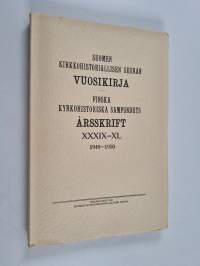 SUOMEN
KIRKKOHISTORIALLISEN SEURAN
VUOSIKIRJA
FINSKA
KYRKOHISTORISKA SAMFUNDETS
ÅRSSKRIFT
XXXIX–XL
1949–1950